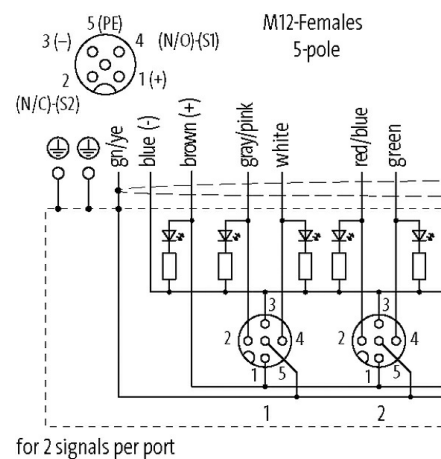 5 (PE)
M12-Females
3 (–)
4
(N/O)-(S1)
5-pole
2
1 (+)
(N/C)-(S2)
gn/ye
blue (-)
brown (+)
gray/pink
white
red/blue
green
3
3
2
4
2
4
1
5
1
5
1
2
for 2 signals per port